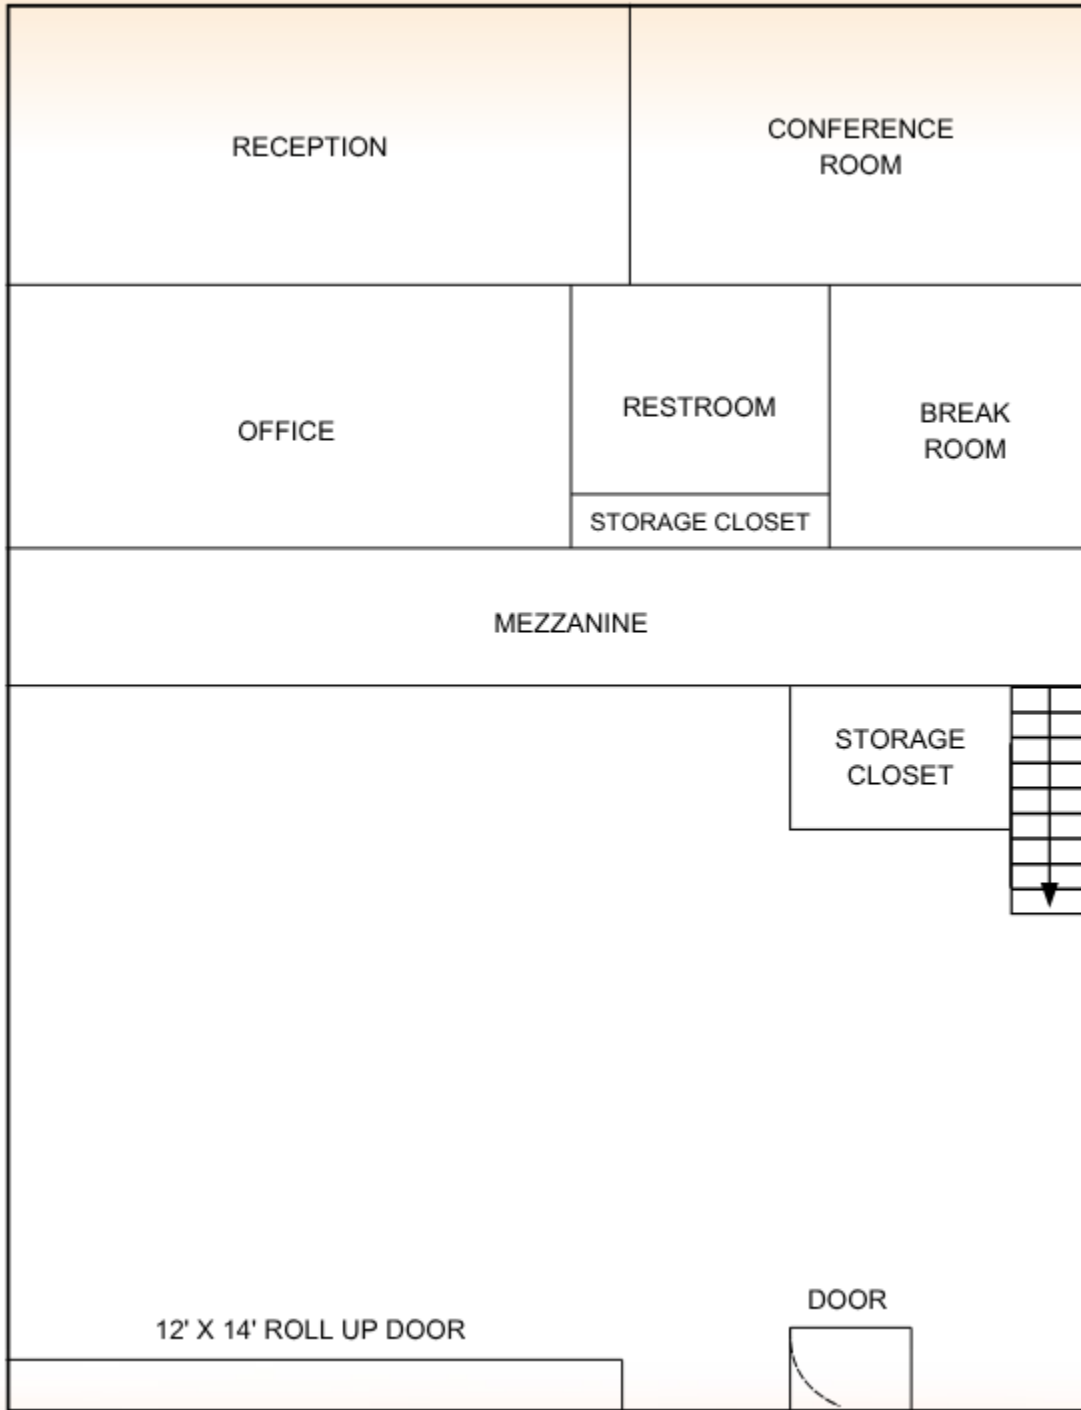 RECEPTION
CONFERENCE
ROOM
OFFICE
RESTROOM
BREAK
ROOM
STORAGE CLOSET
MEZZANINE
STORAGE
CLOSET
DOOR
12' X 14' ROLL UP DOOR